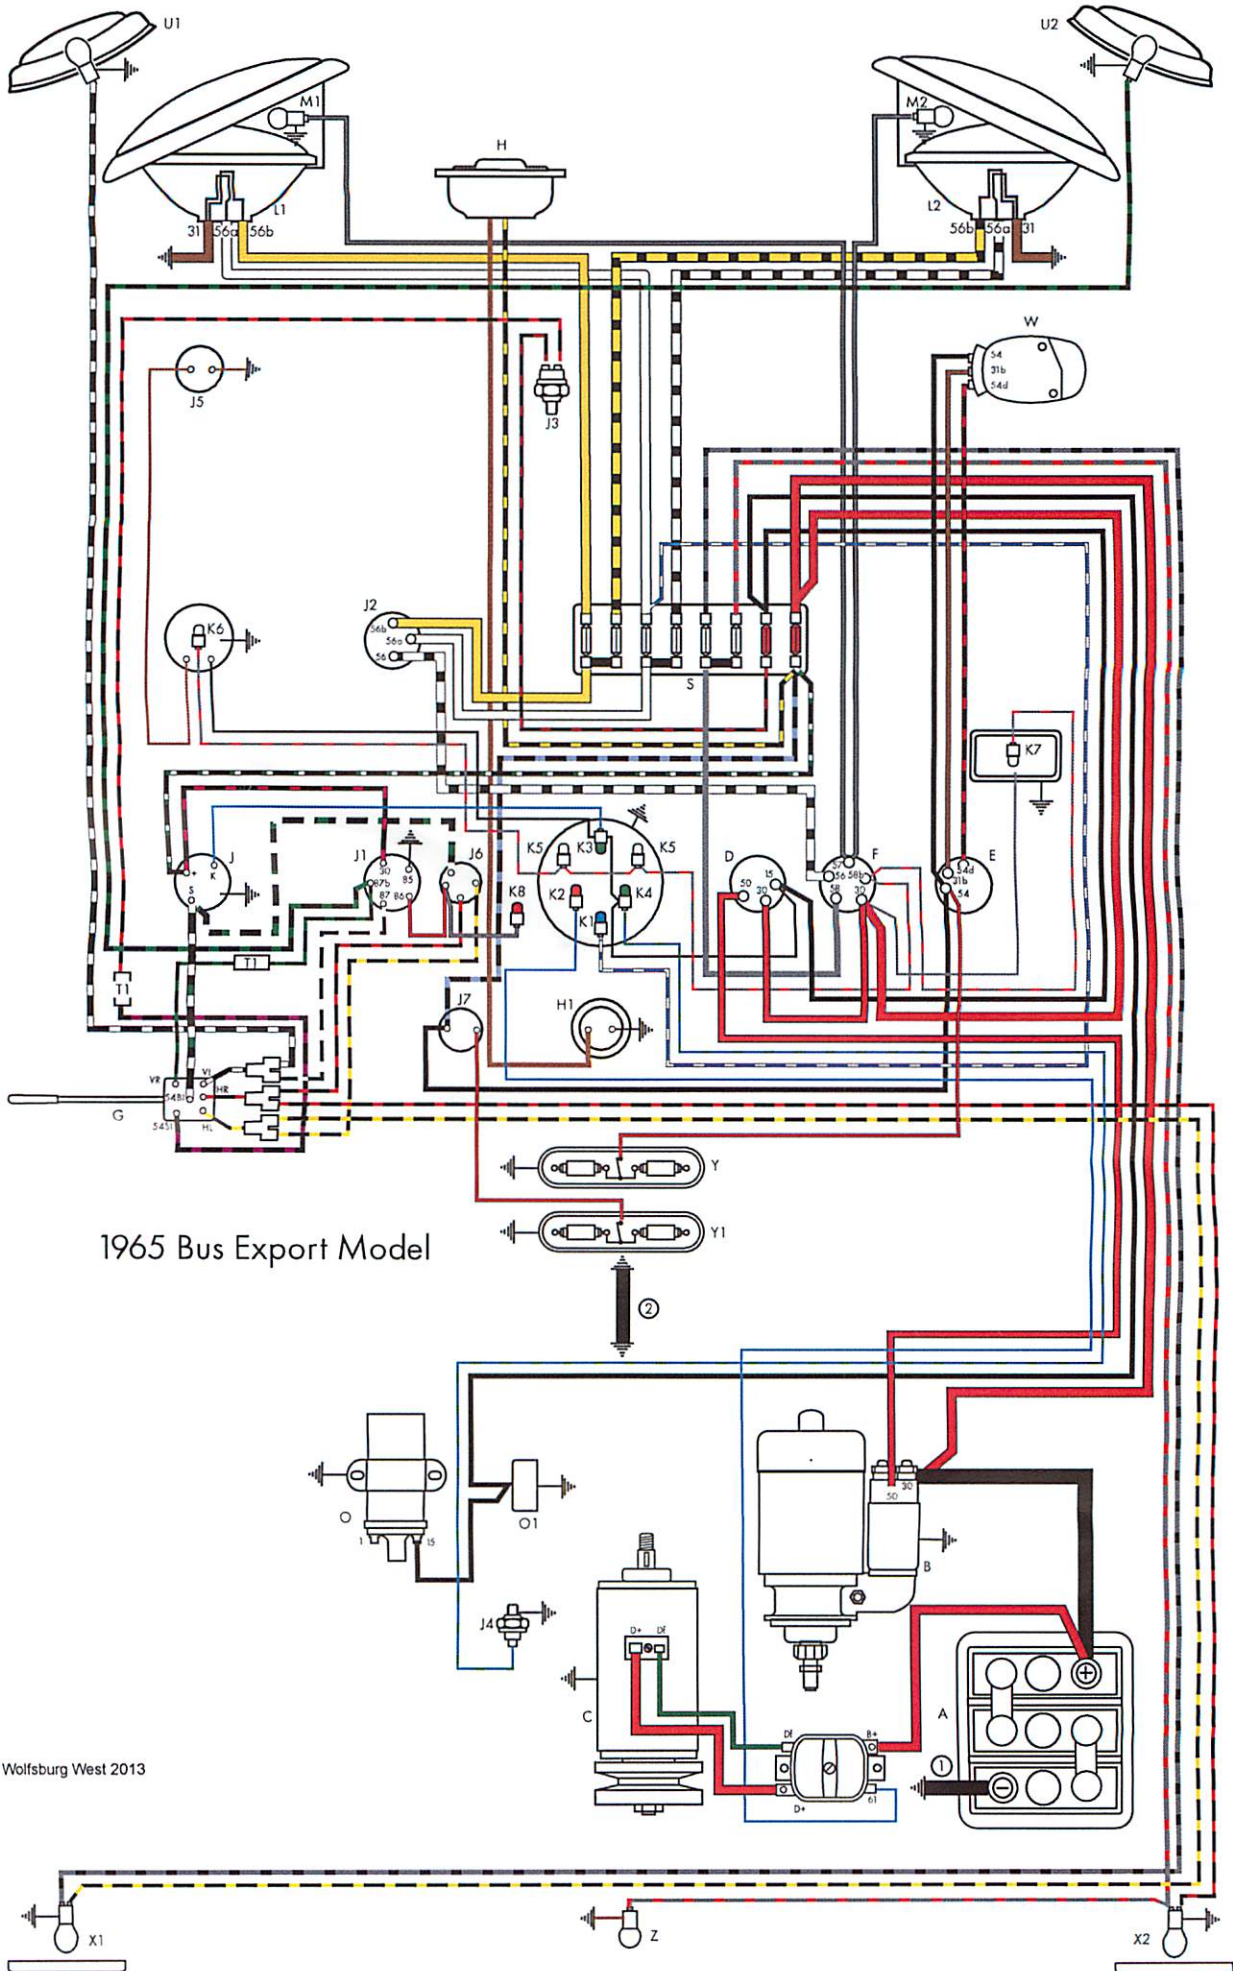 U1
U2
M1
M2
H
L1
L2
31
56a
56b
56b
56a
31
W
54
31b
54d
J5
J3
K6
J2
56b
56a
56
S
K7
J
+
K
S
J1
30
85
87b
87
86
J6
K8
K5
K3
K5
K2
K4
K1
D
50
30
15
F
57
56
58b
58
30
E
54d
31b
54
T1
T1
J7
H1
VR
VL
54BL
HR
G
54SL
HL
Y
Y1
1965 Bus Export Model
2
O
1
15
O1
50
30
B
J4
D+
DF
C
A
+
1
−
DF
B+
D+
61
Wolfsburg West 2013
X1
Z
X2